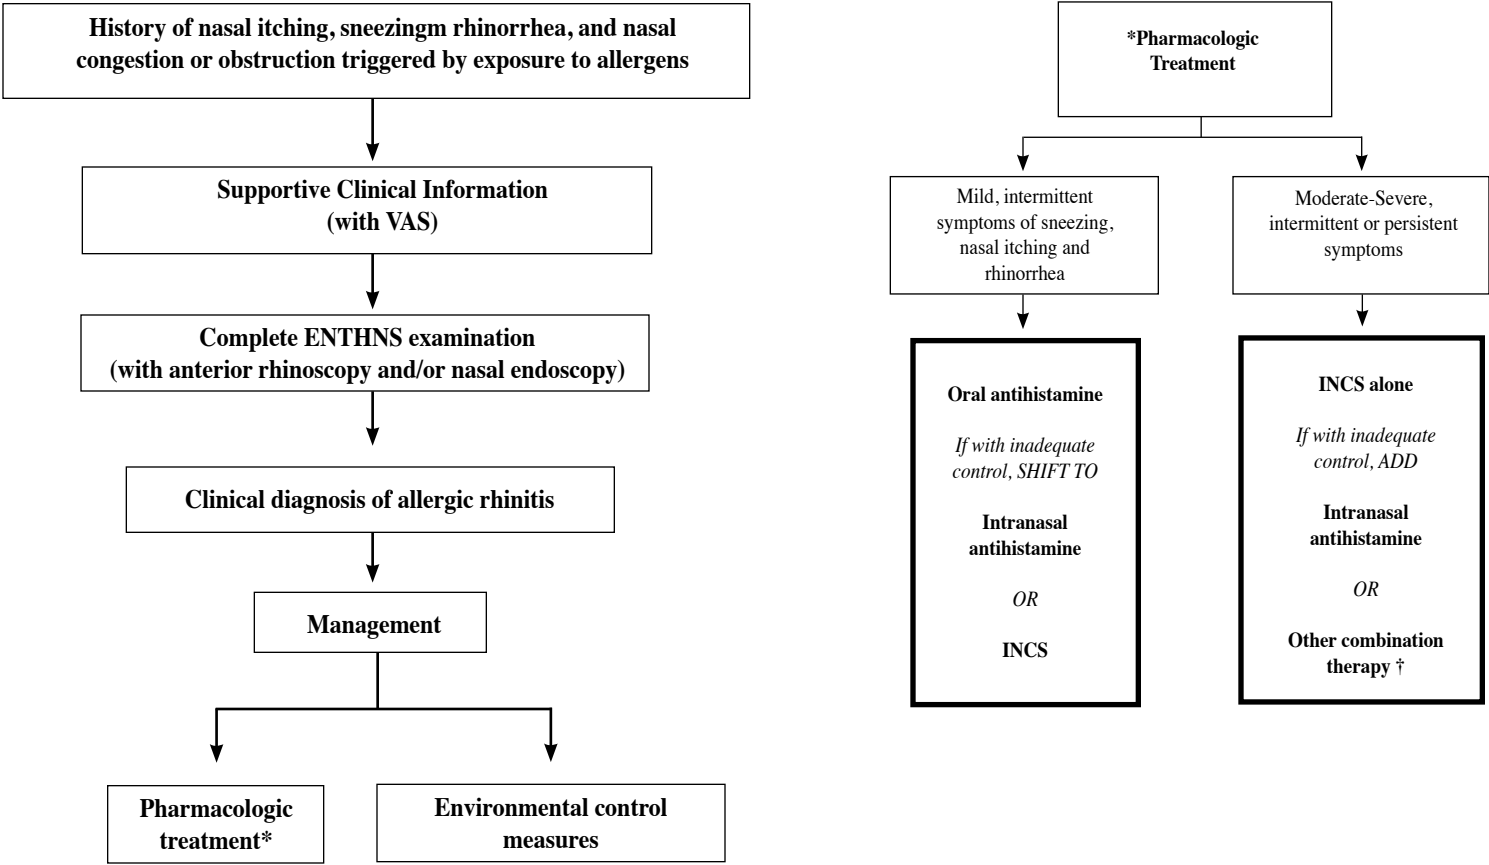 History of nasal itching, sneezingm rhinorrhea, and nasal
congestion or obstruction triggered by exposure to allergens
Supportive Clinical Information
(with VAS)
Complete ENTHNS examination
(with anterior rhinoscopy and/or nasal endoscopy)
Clinical diagnosis of allergic rhinitis
Management
Pharmacologic
treatment*
Environmental control
measures
*Pharmacologic
Treatment
Mild, intermittent
symptoms of sneezing,
nasal itching and
rhinorrhea
Moderate-Severe,
intermittent or persistent
symptoms
Oral antihistamine
If with inadequate
control, SHIFT TO
Intranasal
antihistamine
OR
INCS
INCS alone
If with inadequate
control, ADD
Intranasal
antihistamine
OR
Other combination
therapy †